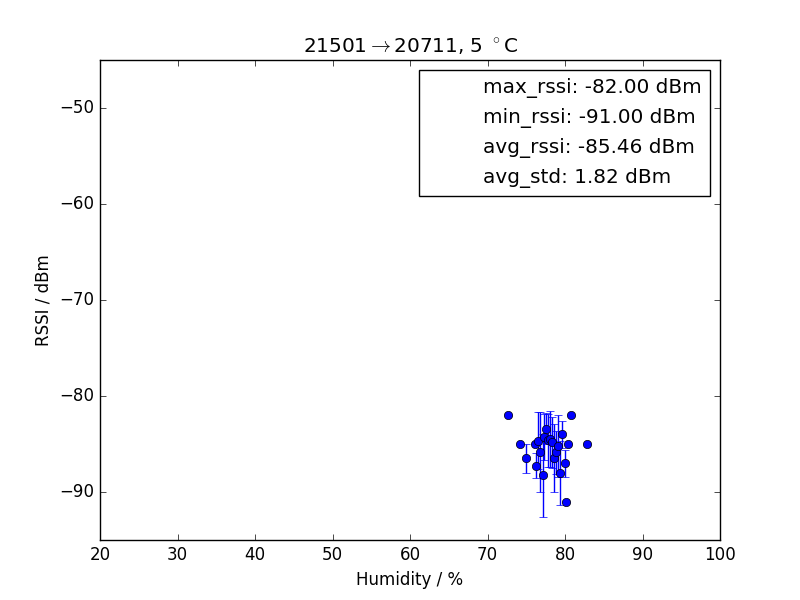 21501→20711, 5 °C
max_rssi: -82.00 dBm
min_rssi: -91.00 dBm
avg_rssi: -85.46 dBm
avg_std: 1.82 dBm
RSSI / dBm
−50
−60
−70
−80
−90
20 30 40 50 60 70 80 90 100
Humidity / %